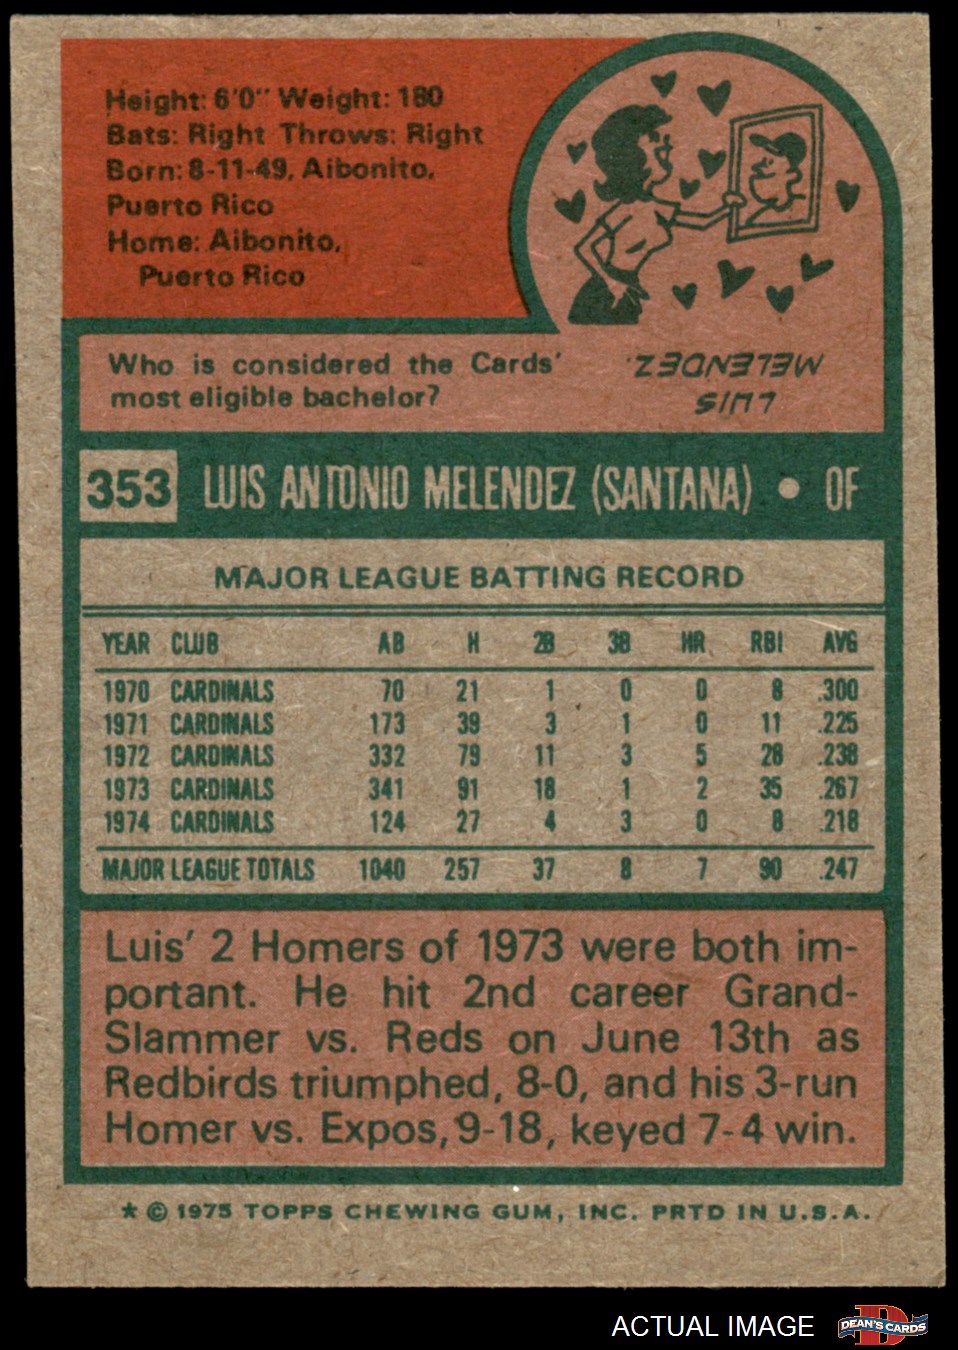 Height: 6'0" Weight: 180
Bats: Right Throws: Right
Born: 8-11-49, Aibonito,
Puerto Rico
Home: Aibonito,
Puerto Rico
Who is considered the Cards'
most eligible bachelor?
LUIS
MELENDEZ.
353 LUIS ANTONIO MELENDEZ (SANTANA) • OF
MAJOR LEAGUE BATTING RECORD
YEAR CLUB AB H 2B 3B HR RBI AVG
1970 CARDINALS 70 21 1 0 0 8 .300
1971 CARDINALS 173 39 3 1 0 11 .225
1972 CARDINALS 332 79 11 3 5 28 .238
1973 CARDINALS 341 91 18 1 2 35 .267
1974 CARDINALS 124 27 4 3 0 8 .218
MAJOR LEAGUE TOTALS 1040 257 37 8 7 90 .247
Luis' 2 Homers of 1973 were both im-
portant. He hit 2nd career Grand-
Slammer vs. Reds on June 13th as
Redbirds triumphed, 8-0, and his 3-run
Homer vs. Expos, 9-18, keyed 7-4 win.
* © 1975 TOPPS CHEWING GUM, INC. PRTD IN U.S.A.
ACTUAL IMAGE
D
DEAN'S CARDS